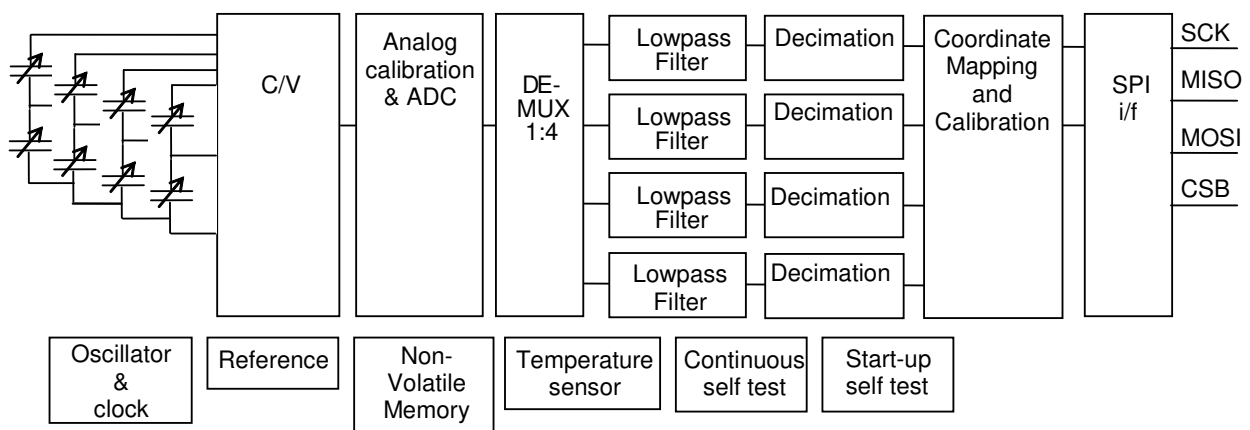 C/V
Analog
calibration
& ADC
DE-
MUX
1:4
Lowpass
Filter
Decimation
Lowpass
Filter
Decimation
Lowpass
Filter
Decimation
Lowpass
Filter
Decimation
Coordinate
Mapping
and
Calibration
SPI
i/f
SCK
MISO
MOSI
CSB
Oscillator
&
clock
Reference
Non-
Volatile
Memory
Temperature
sensor
Continuous
self test
Start-up
self test